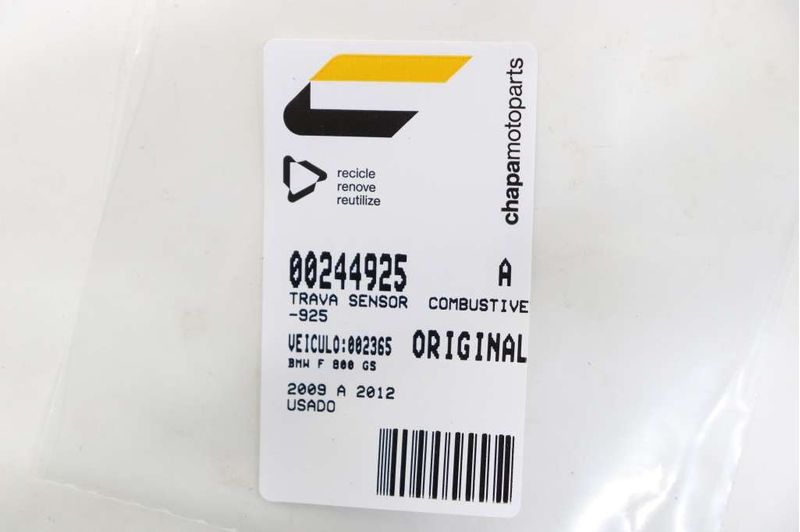 chapamotoparts
recicle
renove
reutilize
00244925 A
TRAVA SENSOR COMBUSTIVE
-925
VEICULO:002365 ORIGINAL
BMW F 800 GS
2009 A 2012
USADO